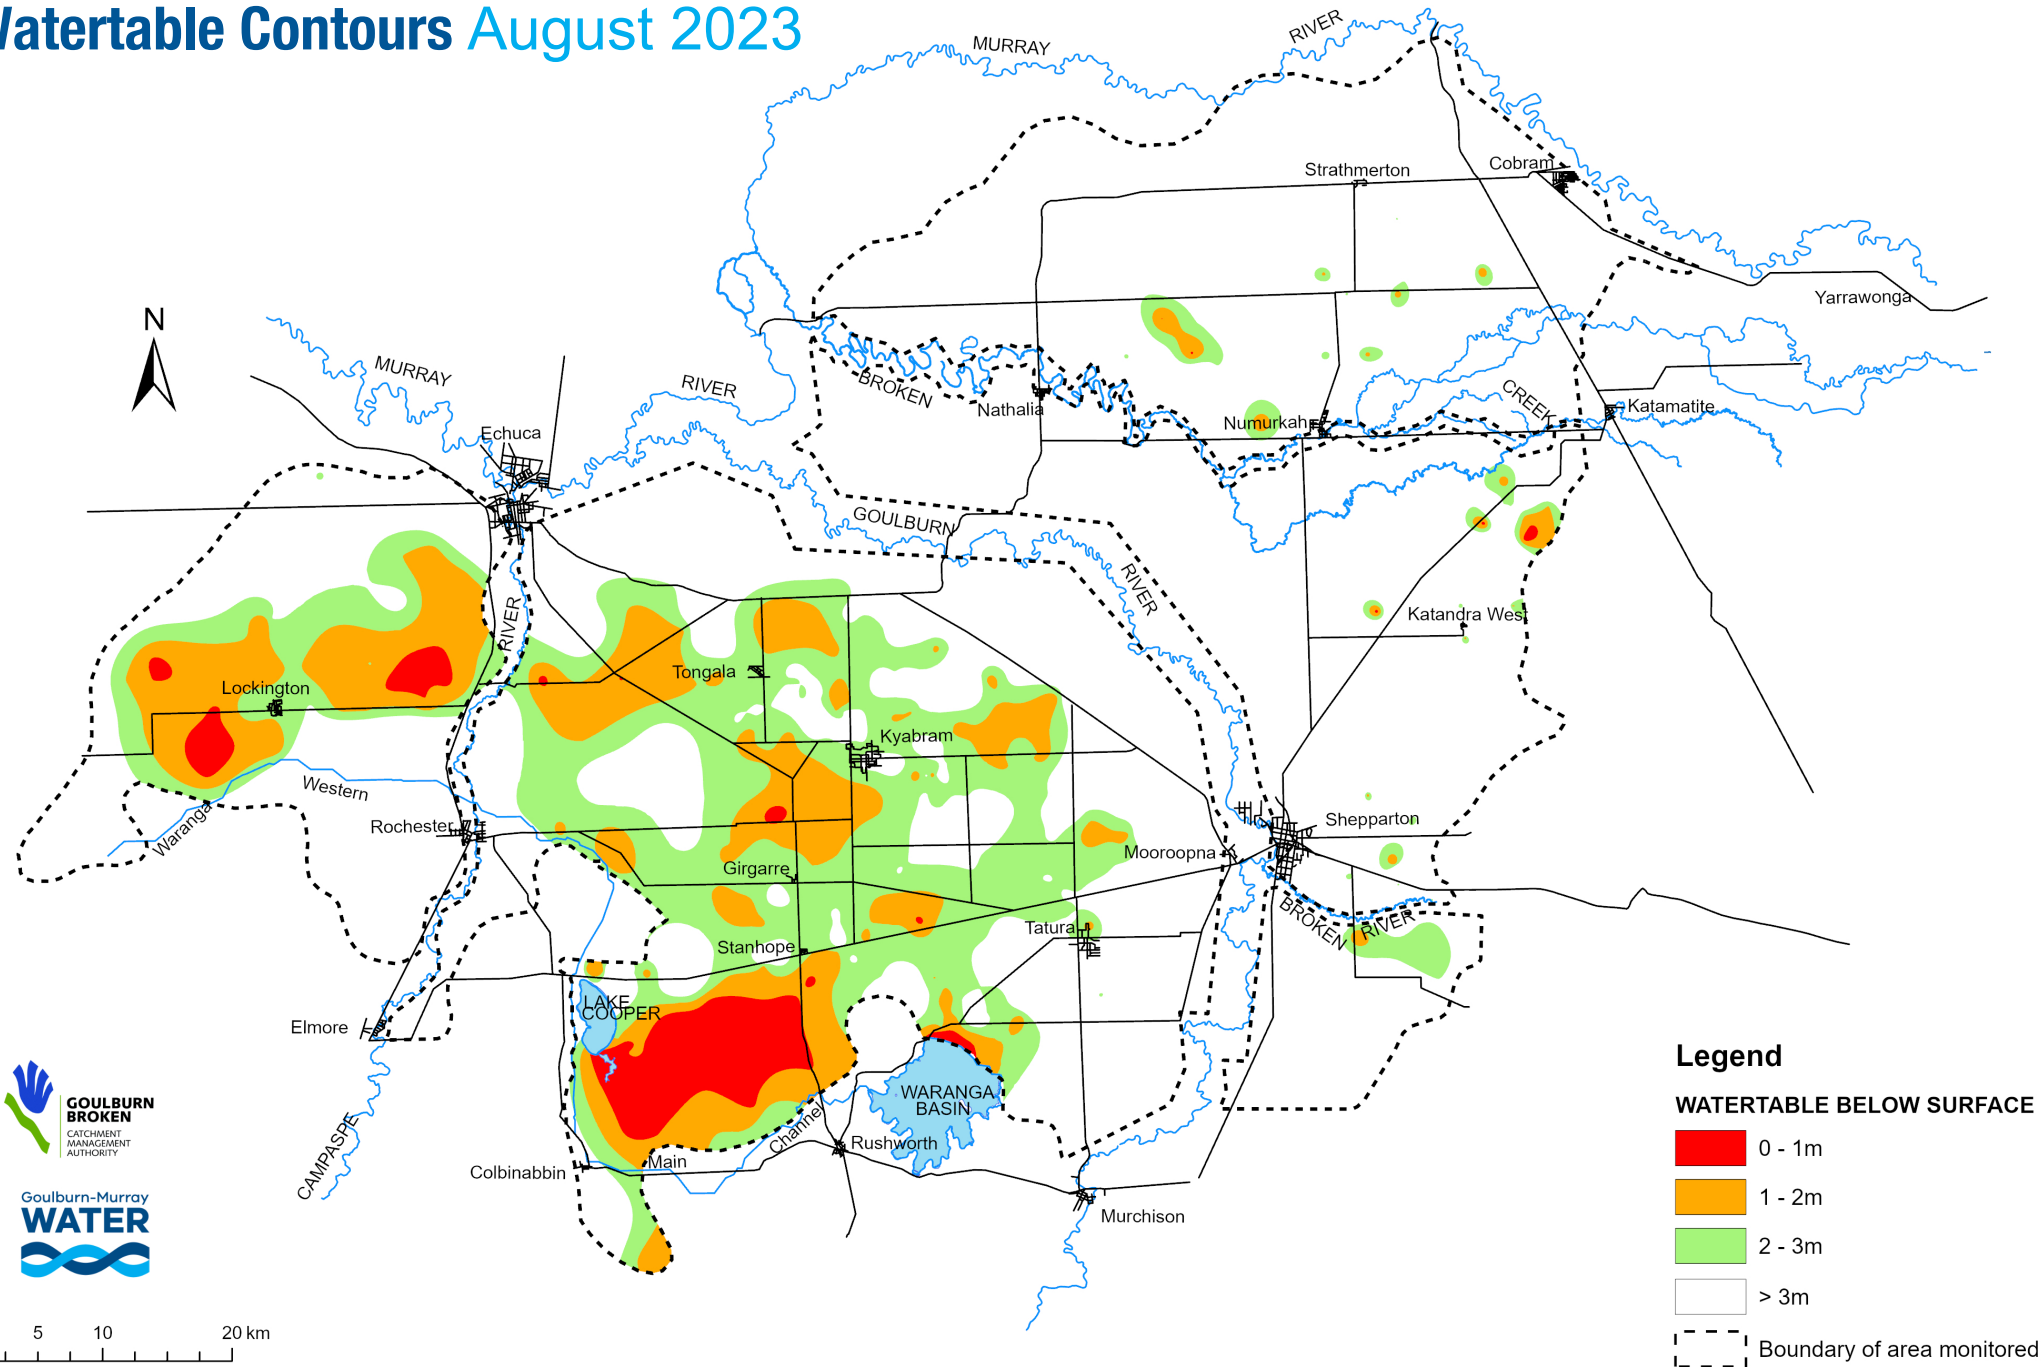 Watertable Contours August 2023
MURRAY
RIVER
Strathmerton
Cobram
Yarrawonga
N
MURRAY
RIVER
BROKEN
Nathalia
Numurkah
CREEK
Katamatite
Echuca
GOULBURN
RIVER
RIVER
Katandra West
Tongala
Lockington
Kyabram
Western
Waranga
Rochester
Shepparton
Mooroopna
Girgarre
BROKEN
RIVER
Tatura
Stanhope
LAKE
COOPER
Elmore
WARANGA
BASIN
Channel
Rushworth
Main
Colbinabbin
CAMPASPE
Murchison
GOULBURN
BROKEN
CATCHMENT
MANAGEMENT
AUTHORITY
Goulburn-Murray
WATER
5 10 20 km
Legend
WATERTABLE BELOW SURFACE
0 - 1m
1 - 2m
2 - 3m
> 3m
Boundary of area monitored